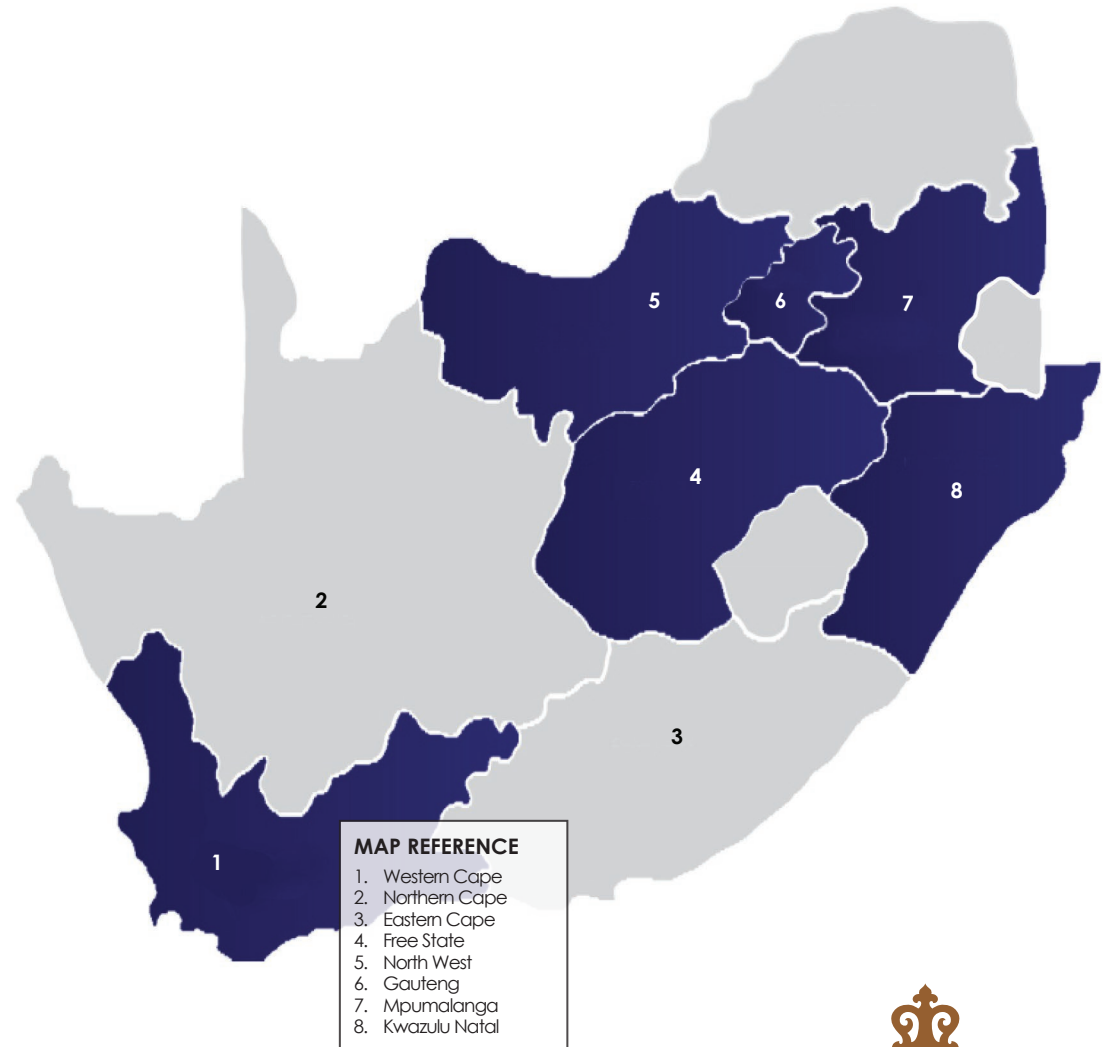 5
6
7
4
8
2
3
1
MAP REFERENCE
1. Western Cape
2. Northern Cape
3. Eastern Cape
4. Free State
5. North West
6. Gauteng
7. Mpumalanga
8. Kwazulu Natal